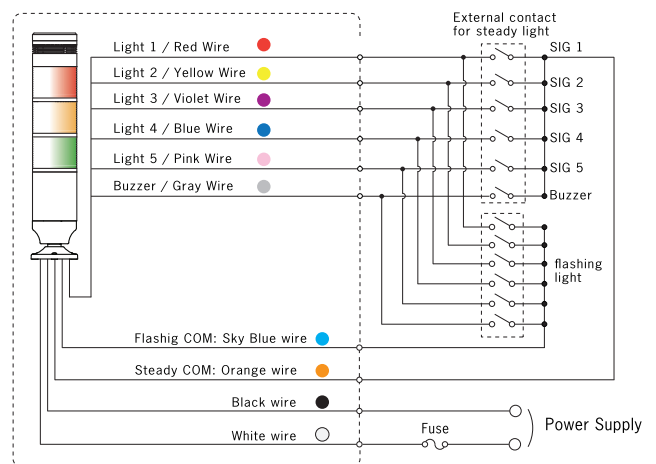 External contact
for steady light
Light 1 / Red Wire
SIG 1
Light 2 / Yellow Wire
SIG 2
Light 3 / Violet Wire
SIG 3
Light 4 / Blue Wire
SIG 4
Light 5 / Pink Wire
SIG 5
Buzzer / Gray Wire
Buzzer
flashing
light
Flashig COM: Sky Blue wire
Steady COM: Orange wire
Black wire
White wire
Fuse
Power Supply